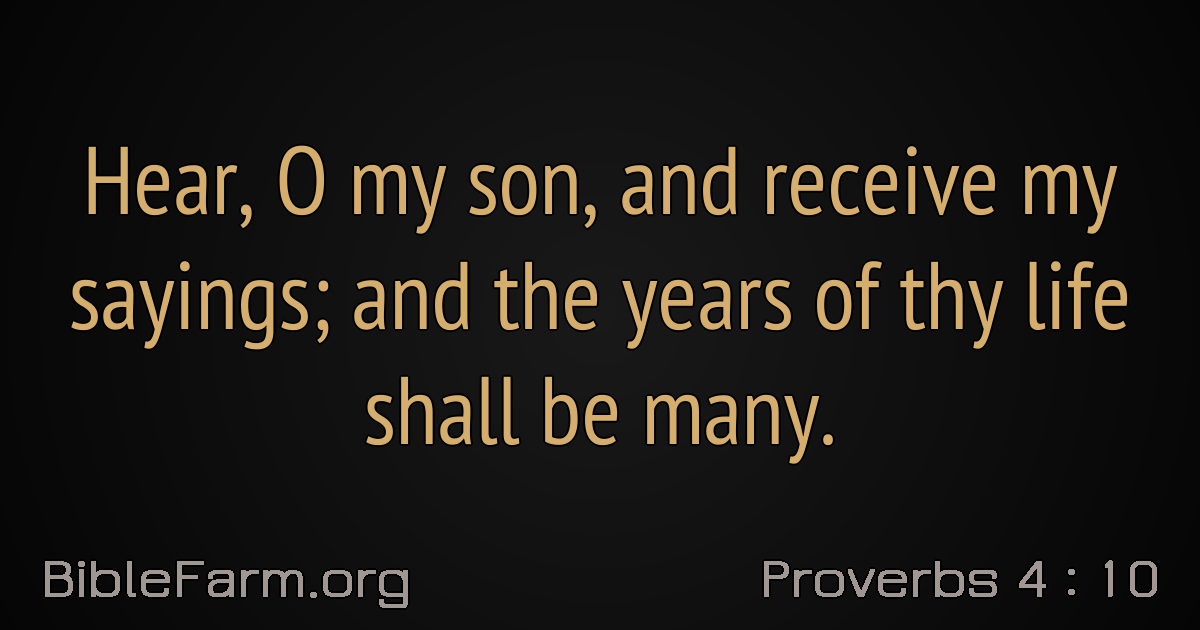 Hear, O my son, and receive my
sayings; and the years of thy life
shall be many.
BibleFarm.org
Proverbs 4 : 10